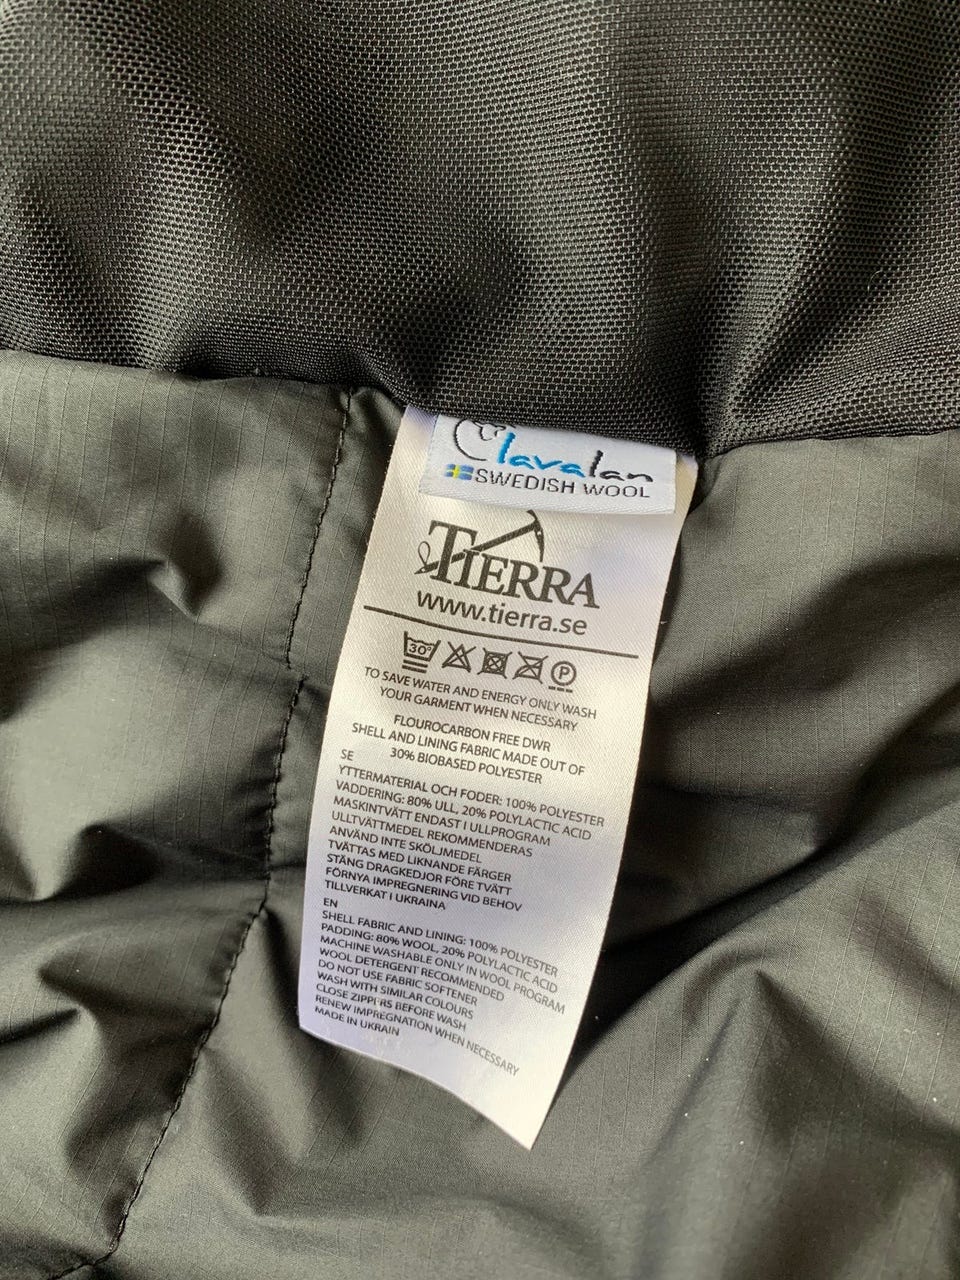 lavalan
SWEDISH WOOL
TIERRA
www.tierra.se
30°
P
TO SAVE WATER AND ENERGY ONLY WASH
YOUR GARMENT WHEN NECESSARY
FLOUROCARBON FREE DWR
SHELL AND LINING FABRIC MADE OUT OF
30% BIOBASED POLYESTER
SE
YTTERMATERIAL OCH FODER: 100% POLYESTER
VADDERING: 80% ULL, 20% POLYLACTIC ACID
MASKINTVÄTT ENDAST I ULLPROGRAM
ULLTVÄTTMEDEL REKOMMENDERAS
ANVÄND INTE SKÖLJMEDEL
TVÄTTAS MED LIKNANDE FÄRGER
STÄNG DRAGKEDJOR FÖRE TVÄTT
FÖRNYA IMPREGNERING VID BEHOV
TILLVERKAT I UKRAINA
EN
SHELL FABRIC AND LINING: 100% POLYESTER
PADDING: 80% WOOL, 20% POLYLACTIC ACID
MACHINE WASHABLE ONLY IN WOOL PROGRAM
WOOL DETERGENT RECOMMENDED
DO NOT USE FABRIC SOFTENER
WASH WITH SIMILAR COLOURS
CLOSE ZIPPERS BEFORE WASH
RENEW IMPREGNATION WHEN NECESSARY
MADE IN UKRAIN